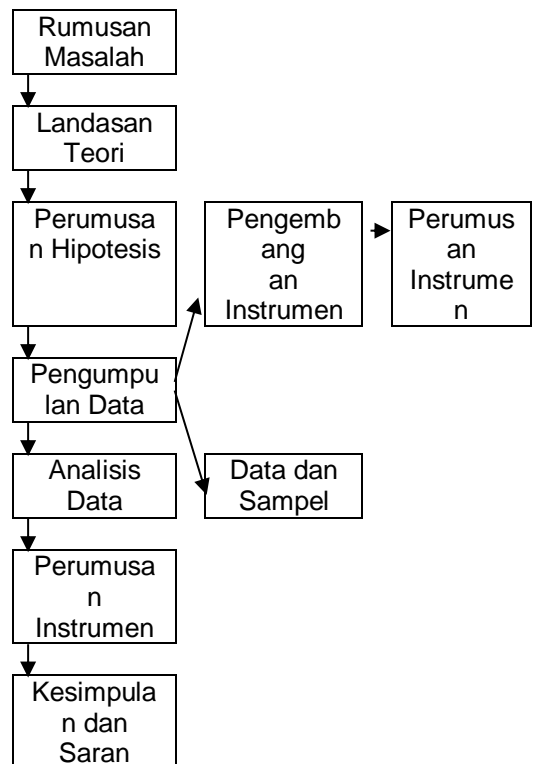 Rumusan
Masalah
Landasan
Teori
Perumusa
n Hipotesis
Pengemb
ang
an
Instrumen
Perumus
an
Instrume
n
Pengumpu
lan Data
Analisis
Data
Data dan
Sampel
Perumusa
n
Instrumen
Kesimpula
n dan
Saran